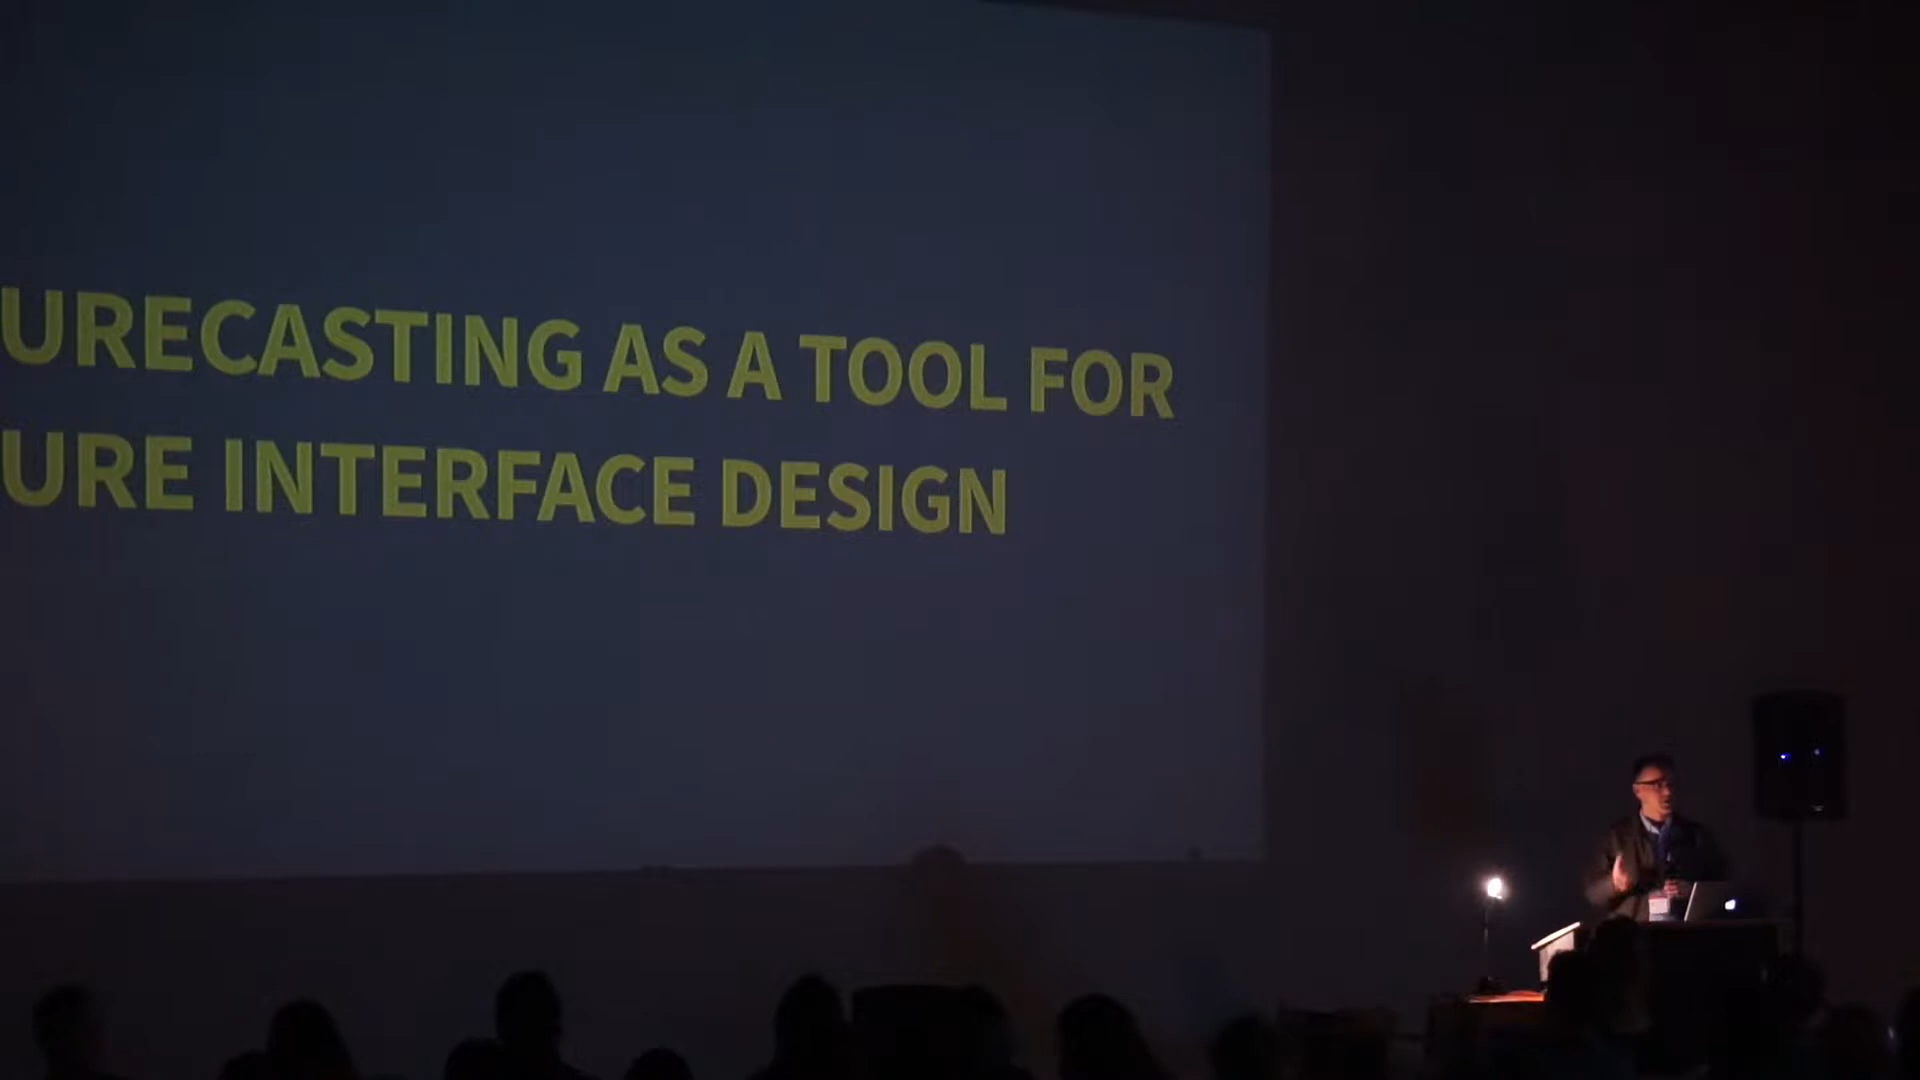 URECASTING AS A TOOL FOR
URE INTERFACE DESIGN